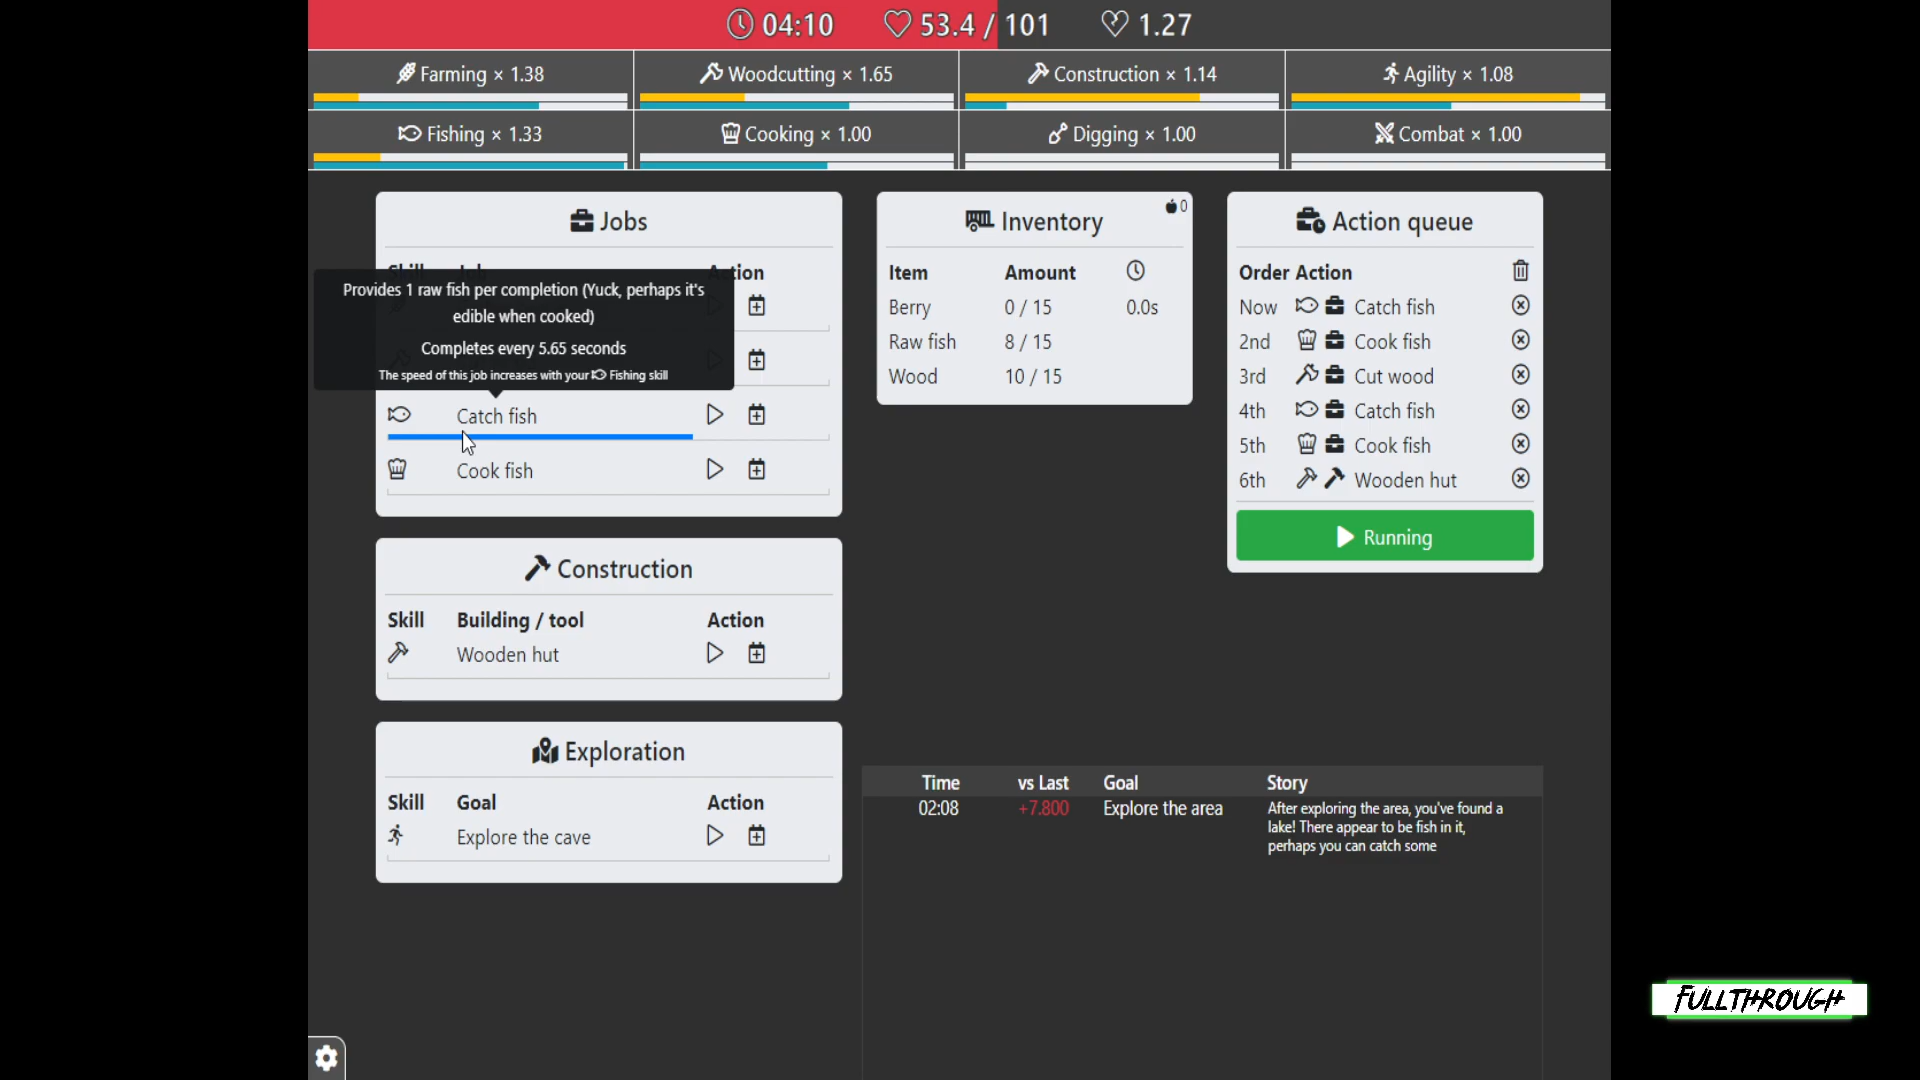 04:10 53.4 / 101 1.27
Farming × 1.38
Woodcutting × 1.65
Construction × 1.14
Agility × 1.08
Fishing × 1.33
Cooking × 1.00
Digging × 1.00
Combat × 1.00
Jobs
Action
Provides 1 raw fish per completion (Yuck, perhaps it's
edible when cooked)
Completes every 5.65 seconds
The speed of this job increases with your Fishing skill
Catch fish
Cook fish
Construction
Skill Building / tool Action
Wooden hut
Exploration
Skill Goal Action
Explore the cave
Inventory
0
Item Amount
Berry 0 / 15 0.0s
Raw fish 8 / 15
Wood 10 / 15
Action queue
Order Action
Now Catch fish
2nd Cook fish
3rd Cut wood
4th Catch fish
5th Cook fish
6th Wooden hut
Running
Time vs Last Goal Story
02:08 +7.800 Explore the area After exploring the area, you've found a
lake! There appear to be fish in it,
perhaps you can catch some
FULLTHROUGH